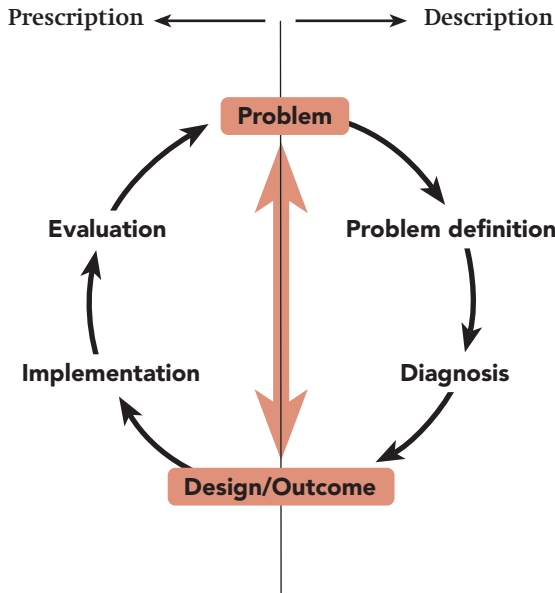 Prescription
Description
Problem
Evaluation
Problem definition
Implementation
Diagnosis
Design/Outcome